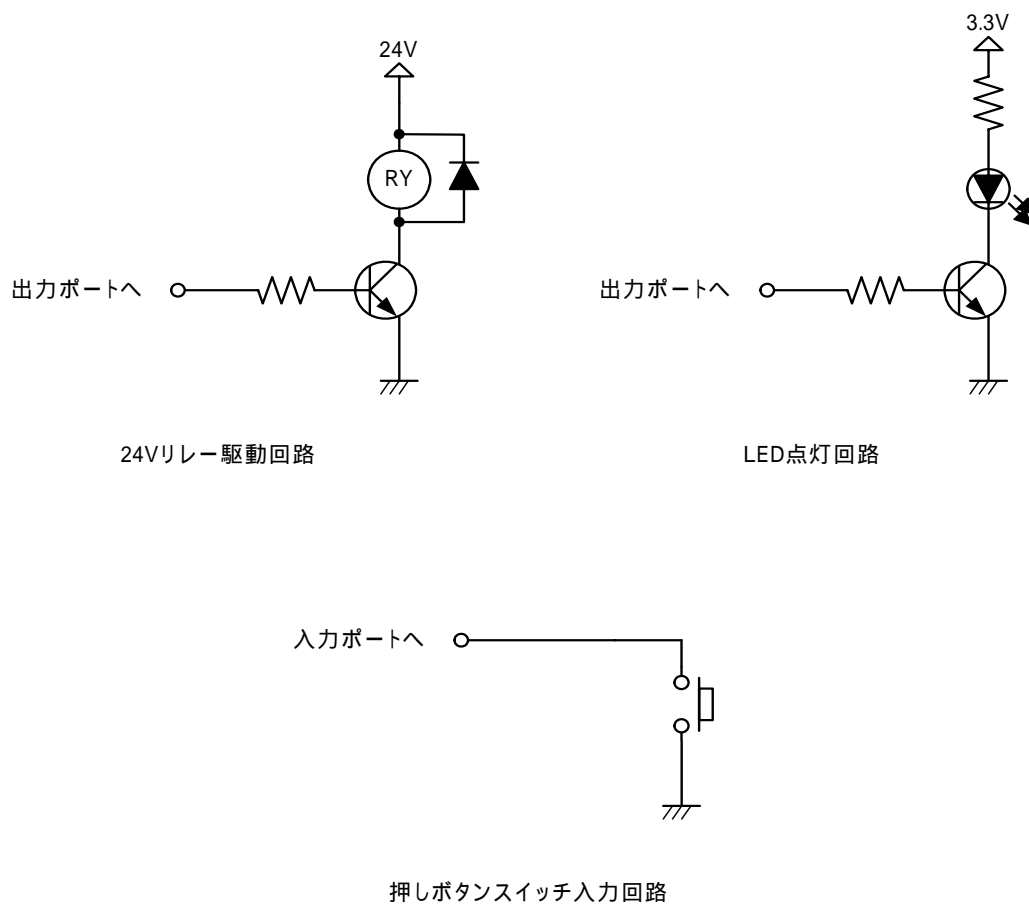 3.3V
24V
RY
出力ポートへ
出力ポートへ
24Vリレー駆動回路
LED点灯回路
入力ポートへ
押しボタンスイッチ入力回路